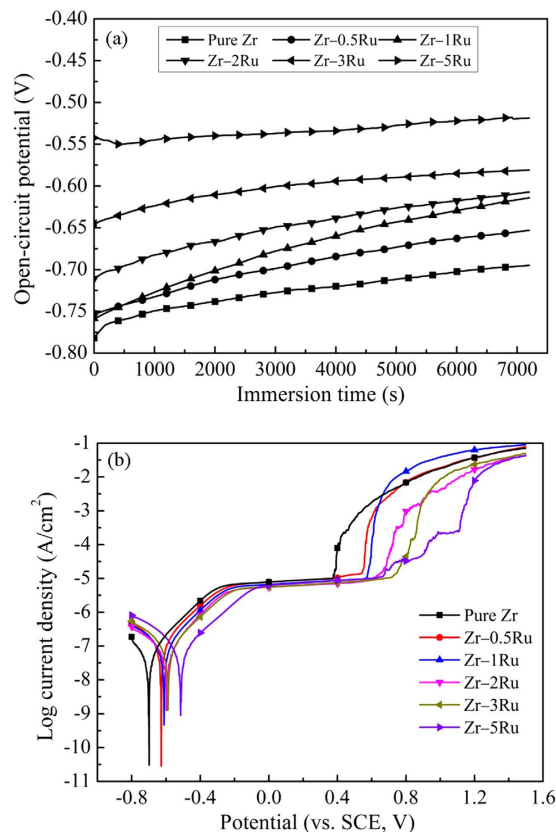 (a)
Pure Zr Zr–0.5Ru Zr–1Ru
Zr–2Ru Zr–3Ru Zr–5Ru
-0.40
-0.45
-0.50
-0.55
-0.60
-0.65
-0.70
-0.75
-0.80
Open-circuit potential (V)
0 1000 2000 3000 4000 5000 6000 7000
Immersion time (s)
(b)
-1
-2
-3
-4
-5
-6
-7
-8
-9
-10
-11
Log current density (A/cm²)
Pure Zr
Zr–0.5Ru
Zr–1Ru
Zr–2Ru
Zr–3Ru
Zr–5Ru
-0.8 -0.4 0.0 0.4 0.8 1.2 1.6
Potential (vs. SCE, V)